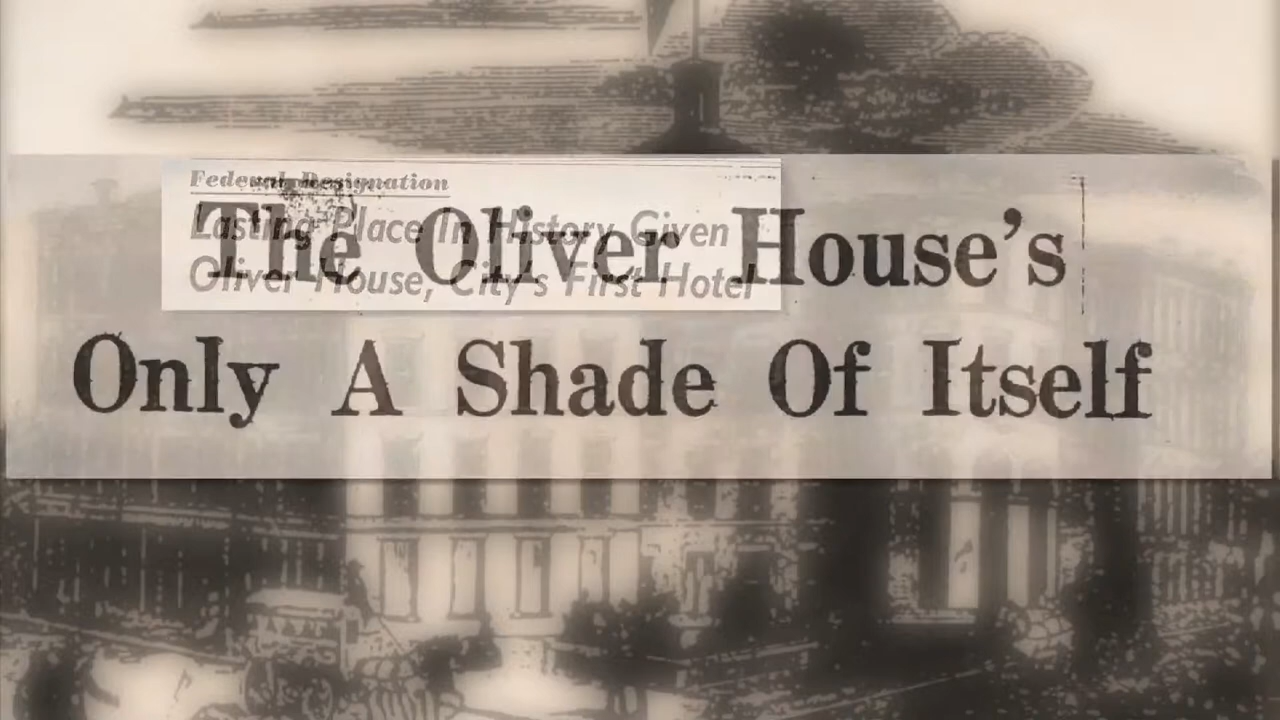 Federal Designation
Lasting Place In History Given
Oliver House, City's First Hotel
The Oliver House's
Only A Shade Of Itself